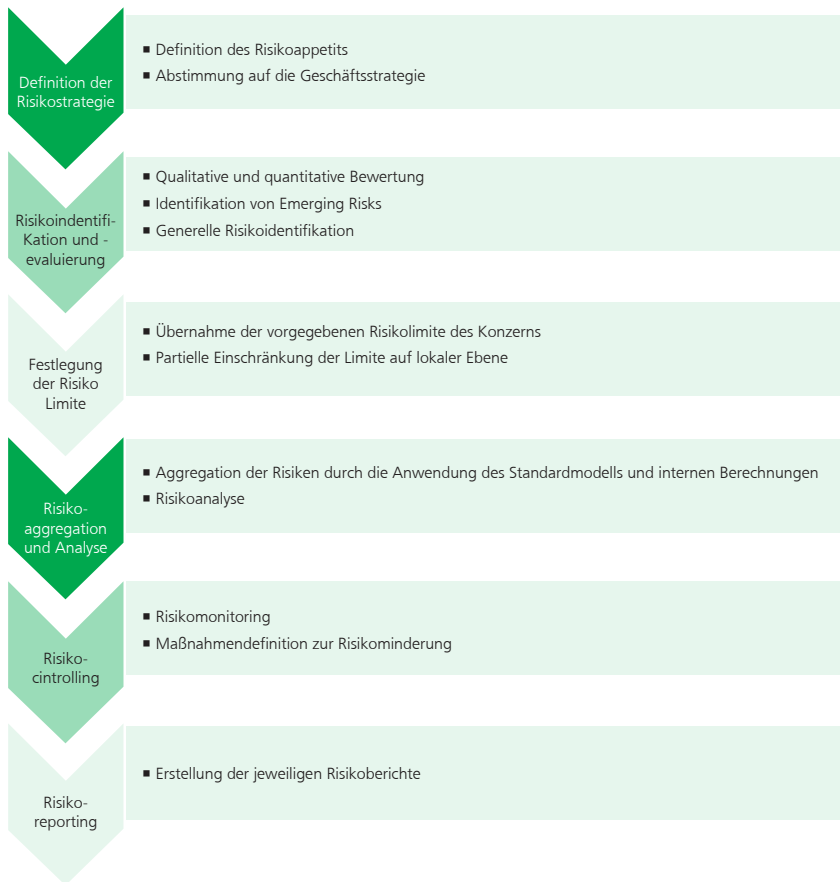 Definition der
Risikostrategie
■ Definition des Risikoappetits
■ Abstimmung auf die Geschäftsstrategie
Risikoindentifi-
Kation und -
evaluierung
■ Qualitative und quantitative Bewertung
■ Identifikation von Emerging Risks
■ Generelle Risikoidentifikation
Festlegung
der Risiko
Limite
■ Übernahme der vorgegebenen Risikolimite des Konzerns
■ Partielle Einschränkung der Limite auf lokaler Ebene
Risiko-
aggregation
und Analyse
■ Aggregation der Risiken durch die Anwendung des Standardmodells und internen Berechnungen
■ Risikoanalyse
Risiko-
cintrolling
■ Risikomonitoring
■ Maßnahmendefinition zur Risikominderung
Risiko-
reporting
■ Erstellung der jeweiligen Risikoberichte